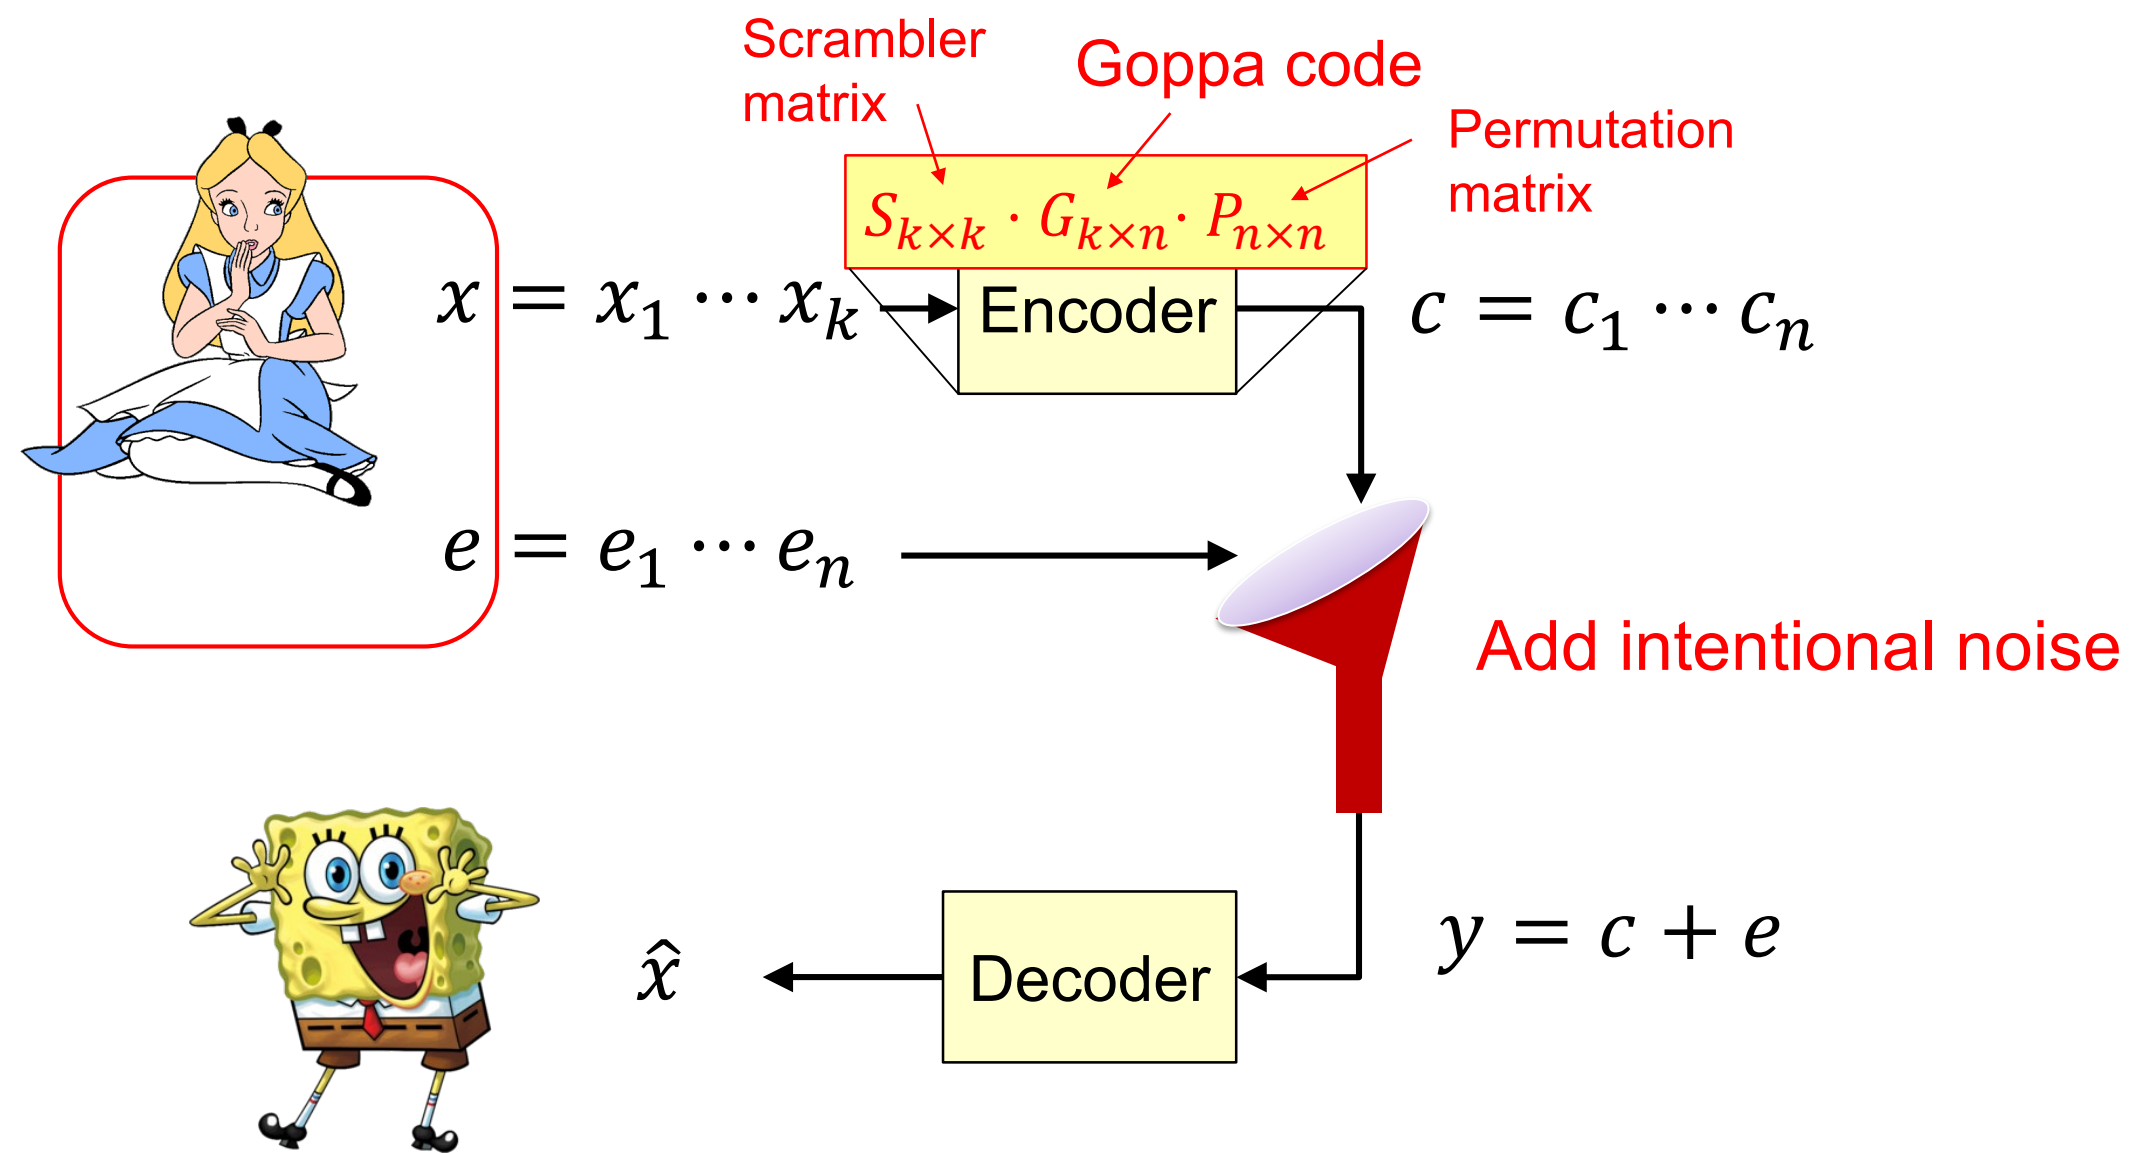 Scrambler
matrix
Goppa code
Permutation
matrix
S_{k×k} · G_{k×n} · P_{n×n}
x = x_1 ⋯ x_k
Encoder
c = c_1 ⋯ c_n
e = e_1 ⋯ e_n
Add intentional noise
x̂
Decoder
y = c + e